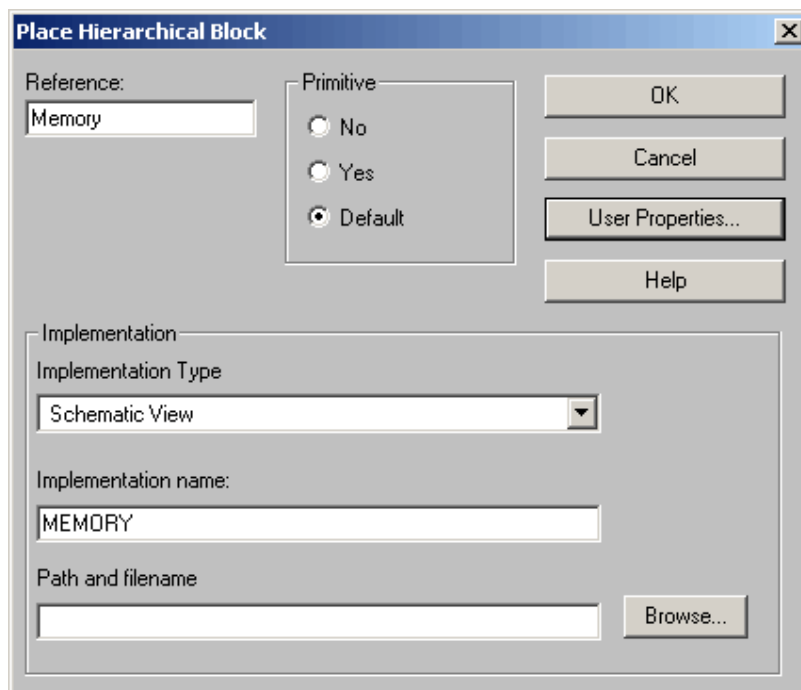 Place Hierarchical Block
Reference:
Memory
Primitive
No
Yes
Default
OK
Cancel
User Properties...
Help
Implementation
Implementation Type
Schematic View
Implementation name:
MEMORY
Path and filename
Browse...